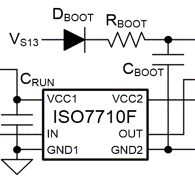 DBOOT RBOOT
VS13
CBOOT
CRUN
VCC1 VCC2
ISO7710F
IN OUT
GND1 GND2